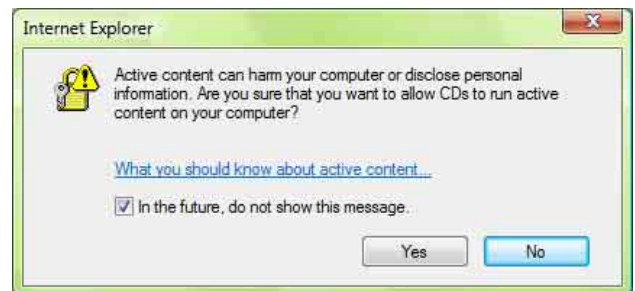 Internet Explorer
Active content can harm your computer or disclose personal
information. Are you sure that you want to allow CDs to run active
content on your computer?
What you should know about active content...
In the future, do not show this message.
Yes No